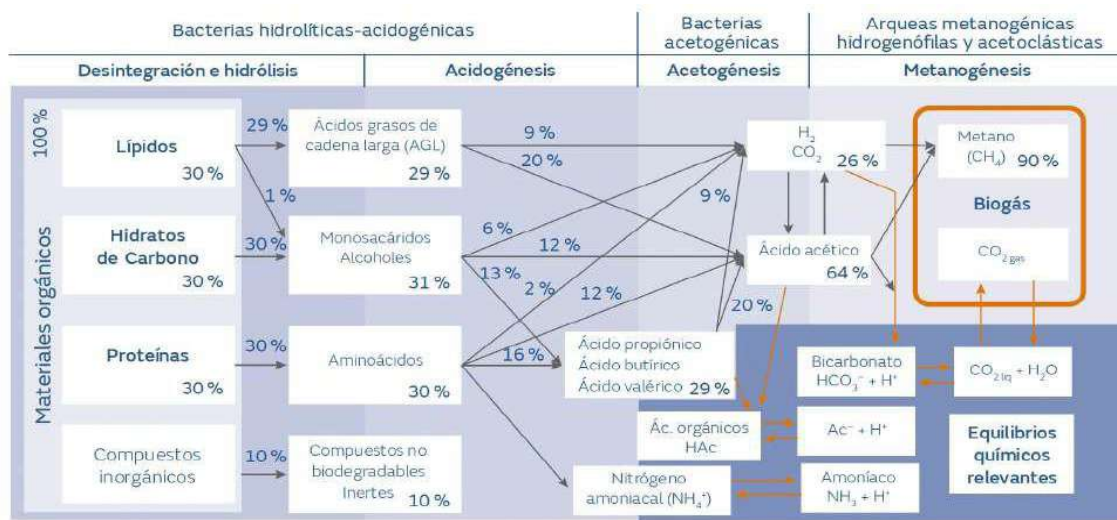 Bacterias hidrolíticas-acidogénicas
Bacterias
acetogénicas
Arqueas metanogénicas
hidrogenófilas y acetoclásticas
Desintegración e hidrólisis
Acidogénesis
Acetogénesis
Metanogénesis
Materiales orgánicos
100 %
Lípidos
30 %
29 %
1 %
Ácidos grasos de
cadena larga (AGL)
29 %
9 %
20 %
H2
CO2
26 %
Metano
(CH4)
90 %
Biogás
CO2 gas
Hidratos
de Carbono
30 %
30 %
Monosacáridos
Alcoholes
31 %
6 %
12 %
13 %
2 %
12 %
9 %
Ácido acético
64 %
20 %
Proteínas
30 %
30 %
Aminoácidos
30 %
16 %
Ácido propiónico
Ácido butírico
Ácido valérico
29 %
Bicarbonato
HCO3⁻ + H⁺
CO2 liq + H2O
Compuestos
inorgánicos
10 %
Compuestos no
biodegradables
Inertes
10 %
Ác. orgánicos
HAc
Ac⁻ + H⁺
Nitrógeno
amoniacal (NH4⁺)
Amoníaco
NH3 + H⁺
Equilibrios
químicos
relevantes